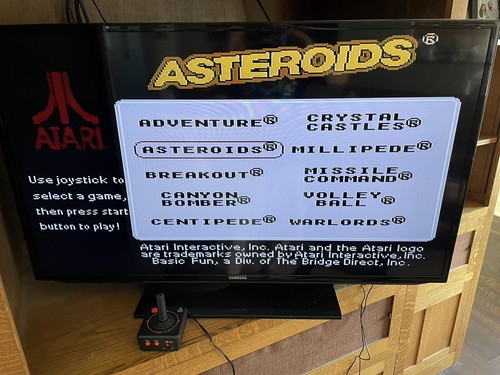 ASTEROIDS®
ATARI
Use joystick to
select a game,
then press start
button to play!
ADVENTURE®
CRYSTAL
CASTLES®
ASTEROIDS®
MILLIPEDE®
BREAKOUT®
MISSILE
COMMAND®
CANYON
BOMBER®
VOLLEY
BALL®
CENTIPEDE®
WARLORDS®
Atari Interactive, Inc. Atari and the Atari logo
are trademarks owned by Atari Interactive, Inc.
Basic Fun, a Div. of The Bridge Direct, Inc.
SAMSUNG